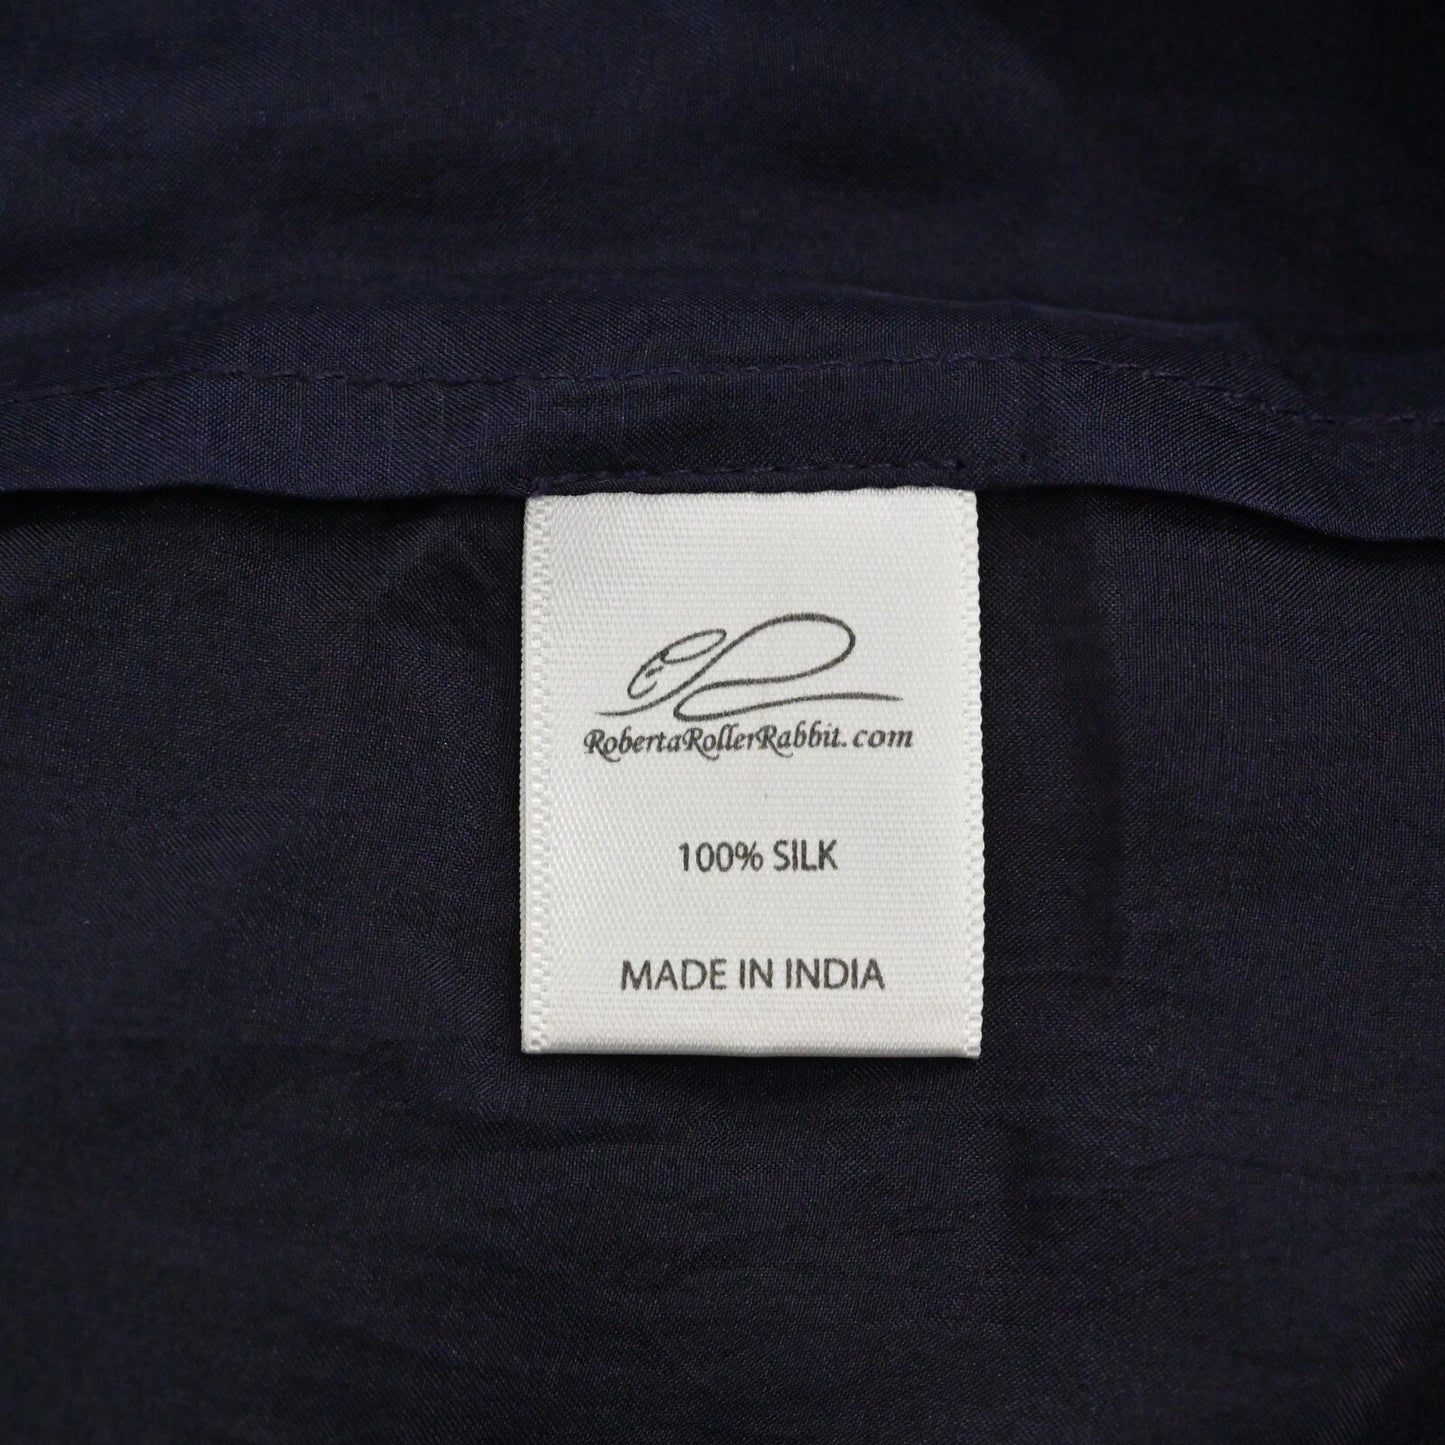 RobertaRollerRabbit.com
100% SILK
MADE IN INDIA